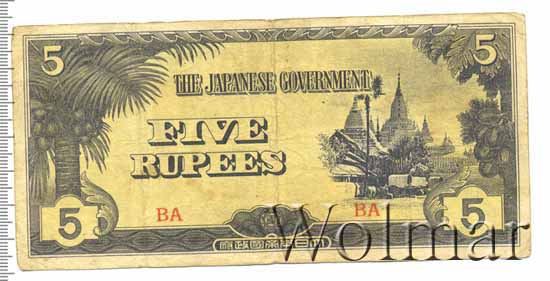 5 5
THE JAPANESE GOVERNMENT
FIVE
RUPEES
5 BA BA 5
Wolmar